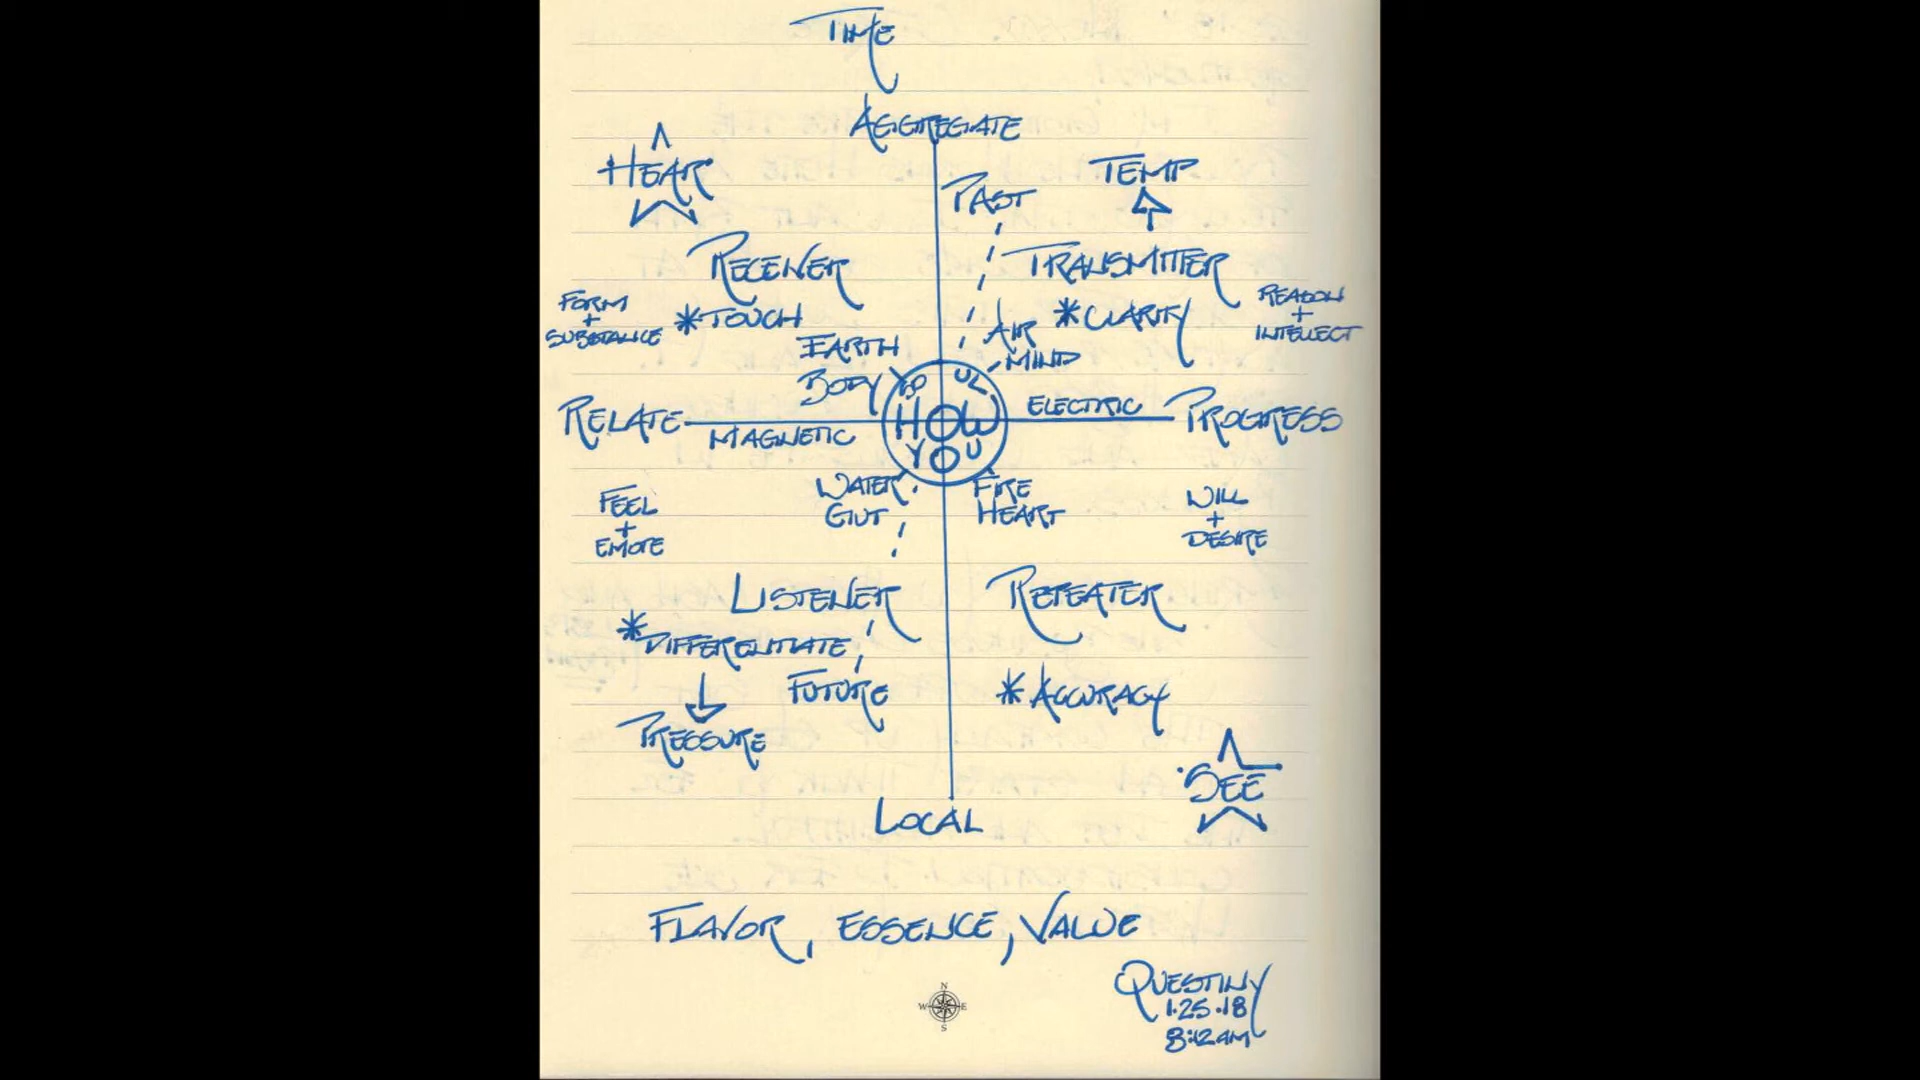 TIME
AGGREGATE
HEAR
PAST
TEMP
RECEIVER
TRANSMITTER
FORM
+
SUBSTANCE
*TOUCH
*CLARITY
REASON
+
INTELLECT
EARTH
BODY
AIR
MIND
UL
HOW
YOU
RELATE
MAGNETIC
ELECTRIC
PROGRESS
WATER
GUT
FIRE
HEART
FEEL
+
EMOTE
WILL
+
DESIRE
LISTENER
REPEATER
*DIFFERENTIATE
FUTURE
*ACCURACY
PRESSURE
SEE
LOCAL
FLAVOR, ESSENCE, VALUE
QUESTINY
1·25·18
8:12AM
N
W E
S